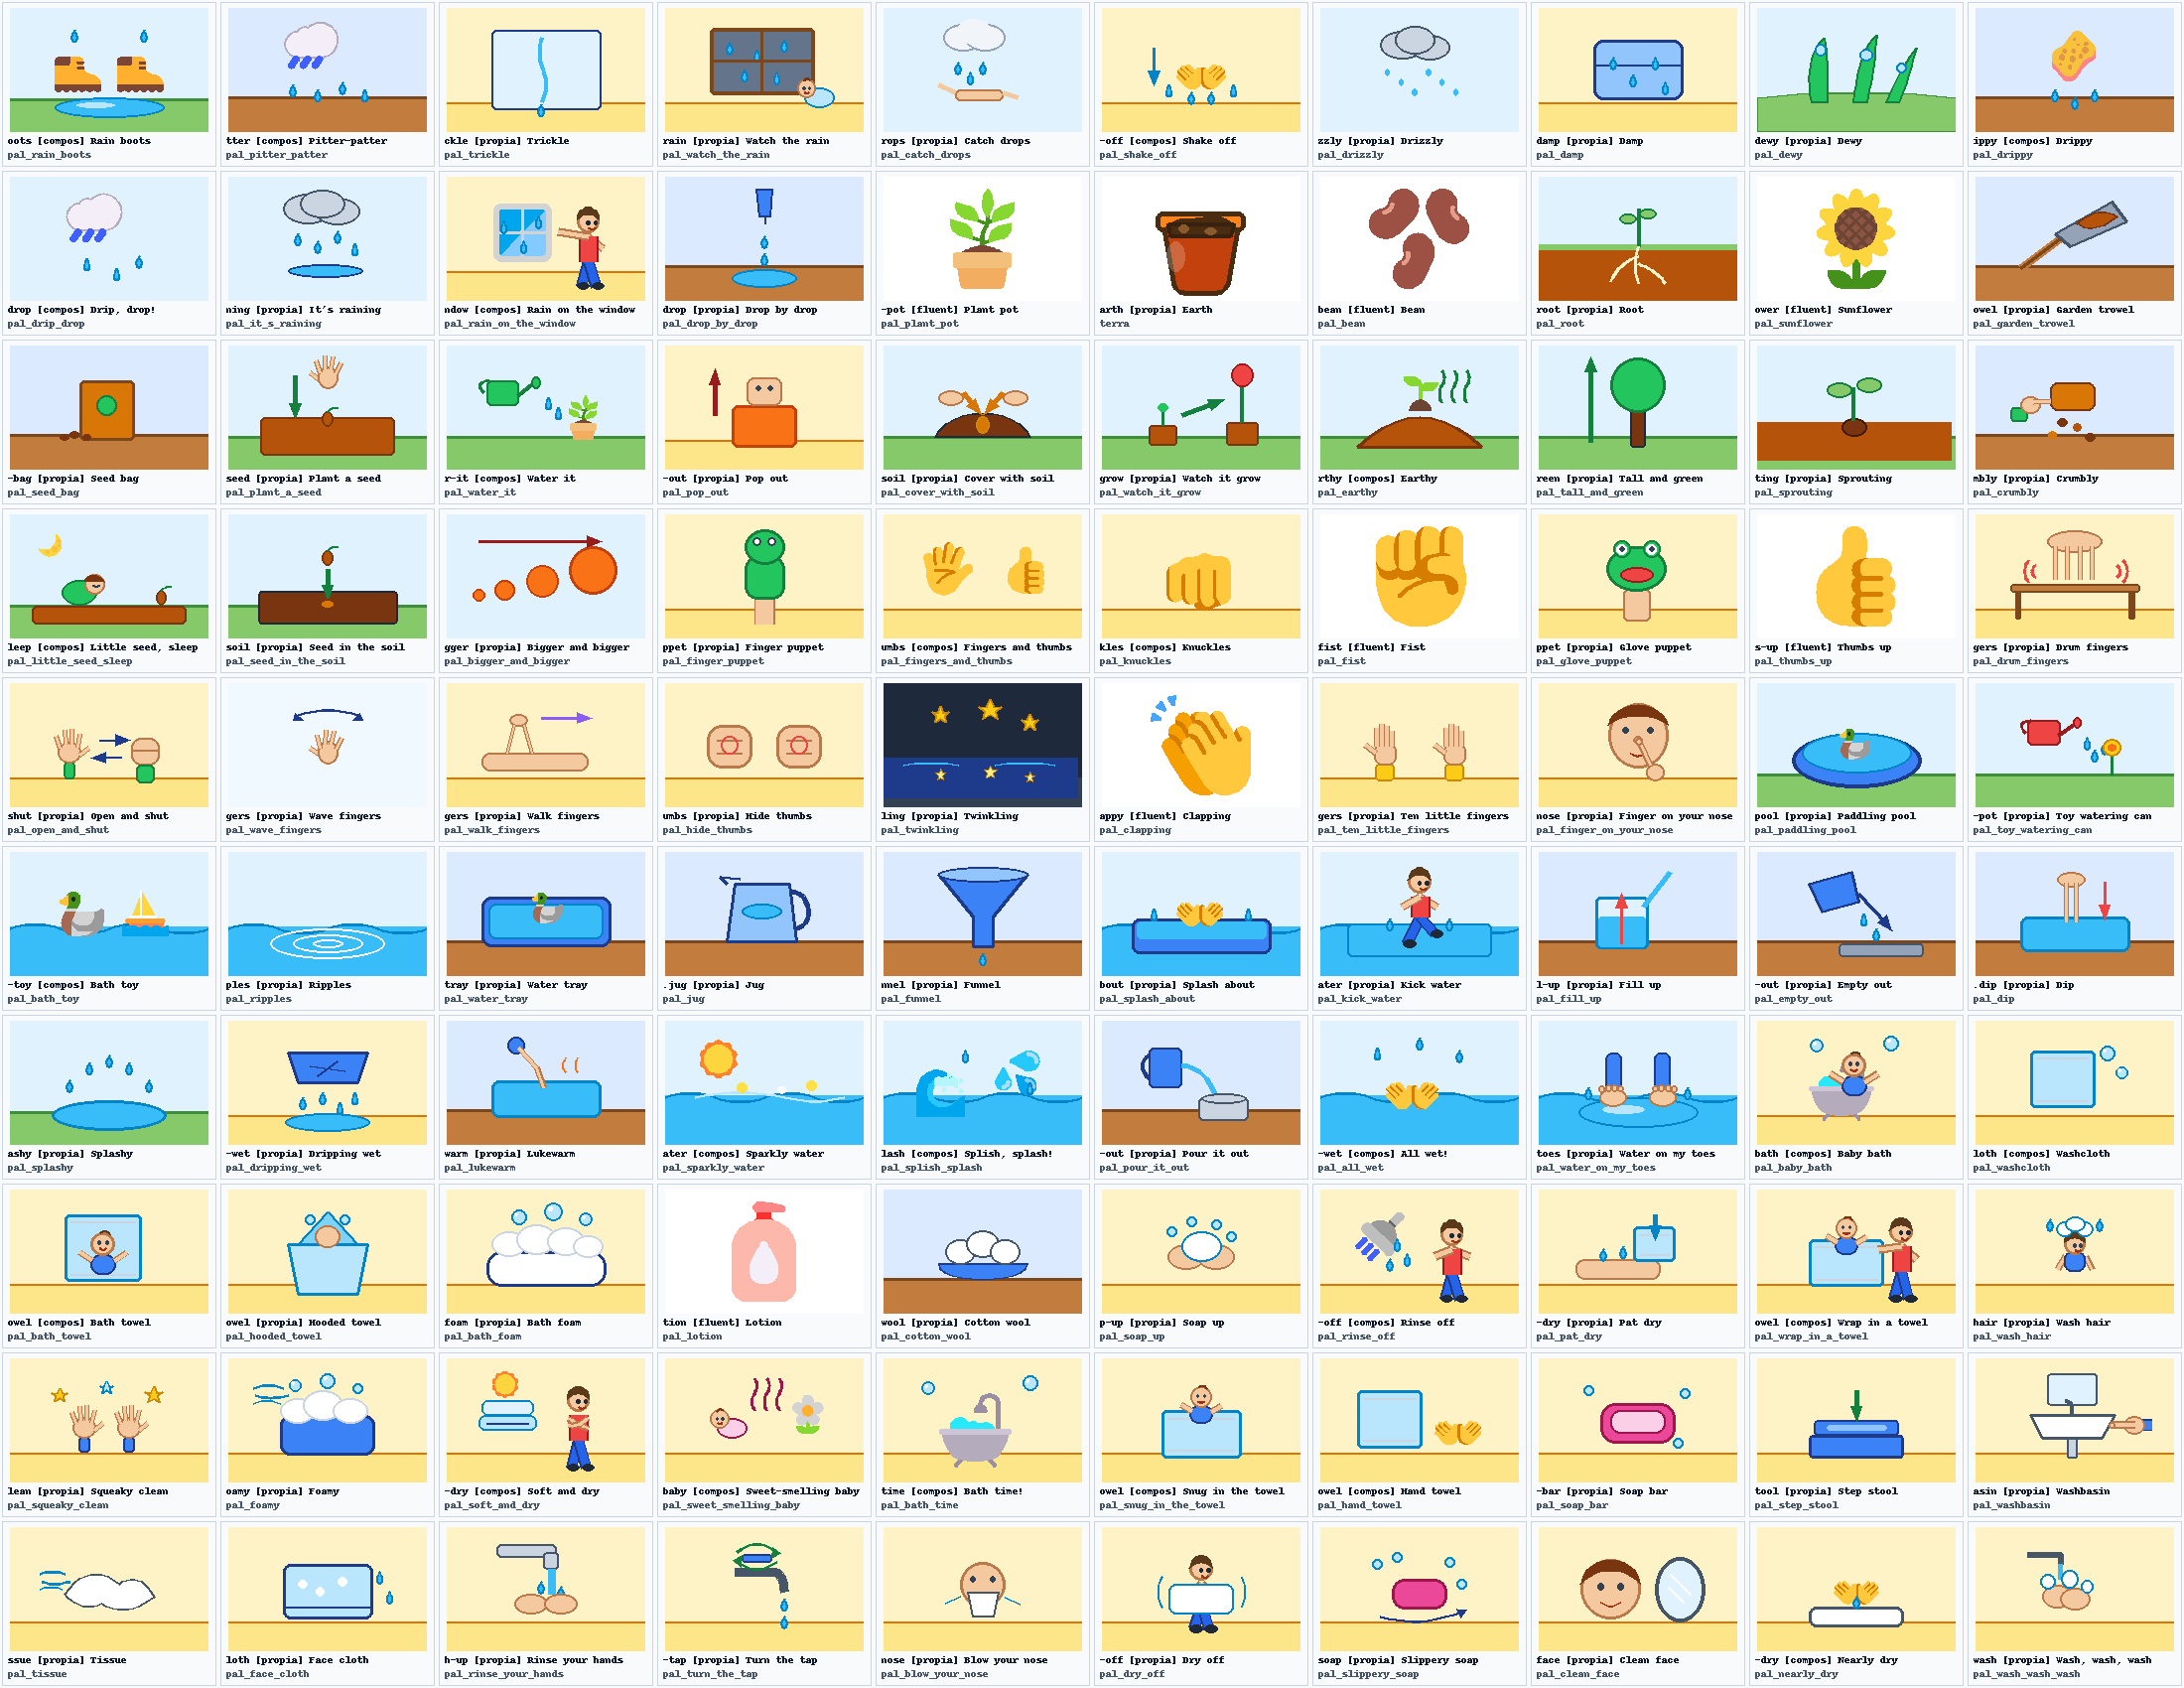 oots [compos] Rain boots
pal_rain_boots
tter [compos] Pitter-patter
pal_pitter_patter
ckle [propia] Trickle
pal_trickle
rain [propia] Watch the rain
pal_watch_the_rain
rops [propia] Catch drops
pal_catch_drops
-off [compos] Shake off
pal_shake_off
zzly [propia] Drizzly
pal_drizzly
damp [propia] Damp
pal_damp
dewy [propia] Dewy
pal_dewy
ippy [compos] Drippy
pal_drippy
drop [compos] Drip, drop!
pal_drip_drop
ning [propia] It's raining
pal_it_s_raining
ndow [compos] Rain on the window
pal_rain_on_the_window
drop [propia] Drop by drop
pal_drop_by_drop
-pot [fluent] Plant pot
pal_plant_pot
arth [propia] Earth
terra
bean [fluent] Bean
pal_bean
root [propia] Root
pal_root
ower [fluent] Sunflower
pal_sunflower
owel [propia] Garden trowel
pal_garden_trowel
-bag [propia] Seed bag
pal_seed_bag
seed [propia] Plant a seed
pal_plant_a_seed
r-it [compos] Water it
pal_water_it
-out [propia] Pop out
pal_pop_out
soil [propia] Cover with soil
pal_cover_with_soil
grow [propia] Watch it grow
pal_watch_it_grow
rthy [compos] Earthy
pal_earthy
reen [propia] Tall and green
pal_tall_and_green
ting [propia] Sprouting
pal_sprouting
mbly [propia] Crumbly
pal_crumbly
leep [compos] Little seed, sleep
pal_little_seed_sleep
soil [propia] Seed in the soil
pal_seed_in_the_soil
gger [propia] Bigger and bigger
pal_bigger_and_bigger
ppet [propia] Finger puppet
pal_finger_puppet
umbs [compos] Fingers and thumbs
pal_fingers_and_thumbs
kles [compos] Knuckles
pal_knuckles
fist [fluent] Fist
pal_fist
ppet [propia] Glove puppet
pal_glove_puppet
s-up [fluent] Thumbs up
pal_thumbs_up
gers [propia] Drum fingers
pal_drum_fingers
shut [propia] Open and shut
pal_open_and_shut
gers [propia] Wave fingers
pal_wave_fingers
gers [propia] Walk fingers
pal_walk_fingers
umbs [propia] Hide thumbs
pal_hide_thumbs
ling [propia] Twinkling
pal_twinkling
appy [fluent] Clapping
pal_clapping
gers [propia] Ten little fingers
pal_ten_little_fingers
nose [propia] Finger on your nose
pal_finger_on_your_nose
pool [propia] Paddling pool
pal_paddling_pool
-pot [propia] Toy watering can
pal_toy_watering_can
-toy [compos] Bath toy
pal_bath_toy
ples [propia] Ripples
pal_ripples
tray [propia] Water tray
pal_water_tray
.jug [propia] Jug
pal_jug
nnel [propia] Funnel
pal_funnel
bout [propia] Splash about
pal_splash_about
ater [propia] Kick water
pal_kick_water
l-up [propia] Fill up
pal_fill_up
-out [propia] Empty out
pal_empty_out
.dip [propia] Dip
pal_dip
ashy [propia] Splashy
pal_splashy
-wet [propia] Dripping wet
pal_dripping_wet
warm [propia] Lukewarm
pal_lukewarm
ater [compos] Sparkly water
pal_sparkly_water
lash [compos] Splish, splash!
pal_splish_splash
-out [propia] Pour it out
pal_pour_it_out
-wet [compos] All wet!
pal_all_wet
toes [propia] Water on my toes
pal_water_on_my_toes
bath [compos] Baby bath
pal_baby_bath
loth [compos] Washcloth
pal_washcloth
owel [compos] Bath towel
pal_bath_towel
owel [propia] Hooded towel
pal_hooded_towel
foam [propia] Bath foam
pal_bath_foam
tion [fluent] Lotion
pal_lotion
wool [propia] Cotton wool
pal_cotton_wool
p-up [propia] Soap up
pal_soap_up
-off [compos] Rinse off
pal_rinse_off
-dry [propia] Pat dry
pal_pat_dry
owel [compos] Wrap in a towel
pal_wrap_in_a_towel
hair [propia] Wash hair
pal_wash_hair
lean [propia] Squeaky clean
pal_squeaky_clean
oamy [propia] Foamy
pal_foamy
-dry [compos] Soft and dry
pal_soft_and_dry
baby [compos] Sweet-smelling baby
pal_sweet_smelling_baby
time [compos] Bath time!
pal_bath_time
owel [compos] Snug in the towel
pal_snug_in_the_towel
owel [compos] Hand towel
pal_hand_towel
-bar [propia] Soap bar
pal_soap_bar
tool [propia] Step stool
pal_step_stool
asin [propia] Washbasin
pal_washbasin
ssue [propia] Tissue
pal_tissue
loth [propia] Face cloth
pal_face_cloth
h-up [propia] Rinse your hands
pal_rinse_your_hands
-tap [propia] Turn the tap
pal_turn_the_tap
nose [propia] Blow your nose
pal_blow_your_nose
-off [propia] Dry off
pal_dry_off
soap [propia] Slippery soap
pal_slippery_soap
face [propia] Clean face
pal_clean_face
-dry [compos] Nearly dry
pal_nearly_dry
wash [propia] Wash, wash, wash
pal_wash_wash_wash